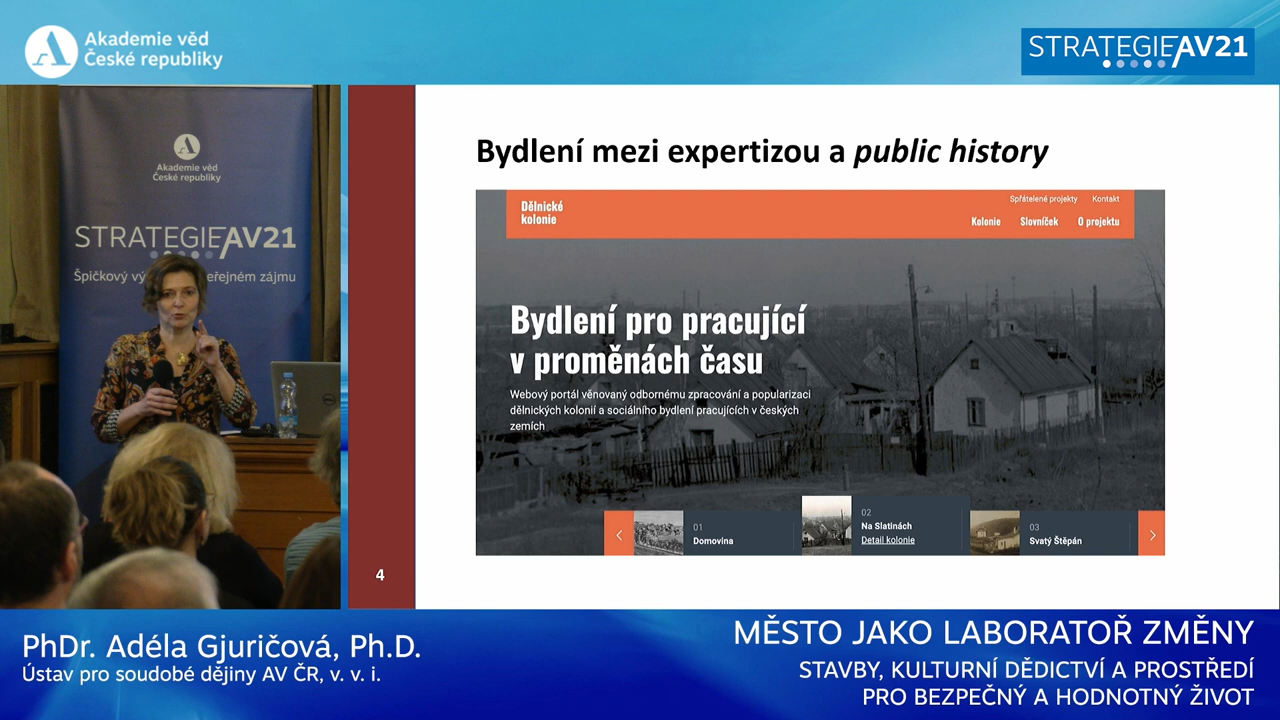 Akademie věd
České republiky
STRATEGIE AV21
Akademie věd
České republiky
STRATEGIE AV21
Špičkový vý eřejném zájmu
Bydlení mezi expertizou a public history
Dělnické
kolonie
Spřátelené projekty Kontakt
Kolonie Slovníček O projektu
Bydlení pro pracující
v proměnách času
Webový portál věnovaný odbornému zpracování a popularizaci
dělnických kolonií a sociálního bydlení pracujících v českých
zemích
01
Domovina
02
Na Slatinách
Detail kolonie
03
Svatý Štěpán
4
PhDr. Adéla Gjuričová, Ph.D.
Ústav pro soudobé dějiny AV ČR, v. v. i.
MĚSTO JAKO LABORATOŘ ZMĚNY
STAVBY, KULTURNÍ DĚDICTVÍ A PROSTŘEDÍ
PRO BEZPEČNÝ A HODNOTNÝ ŽIVOT